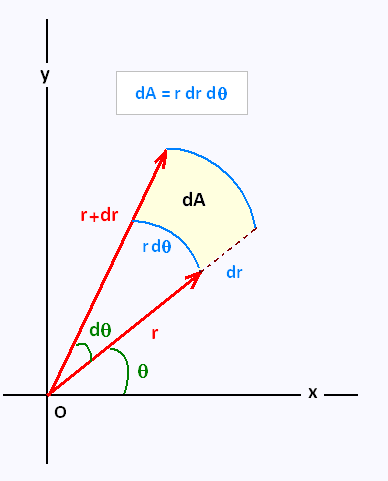 y
dA = r dr dθ
dA
r+dr
r dθ
dr
dθ
r
θ
x
O